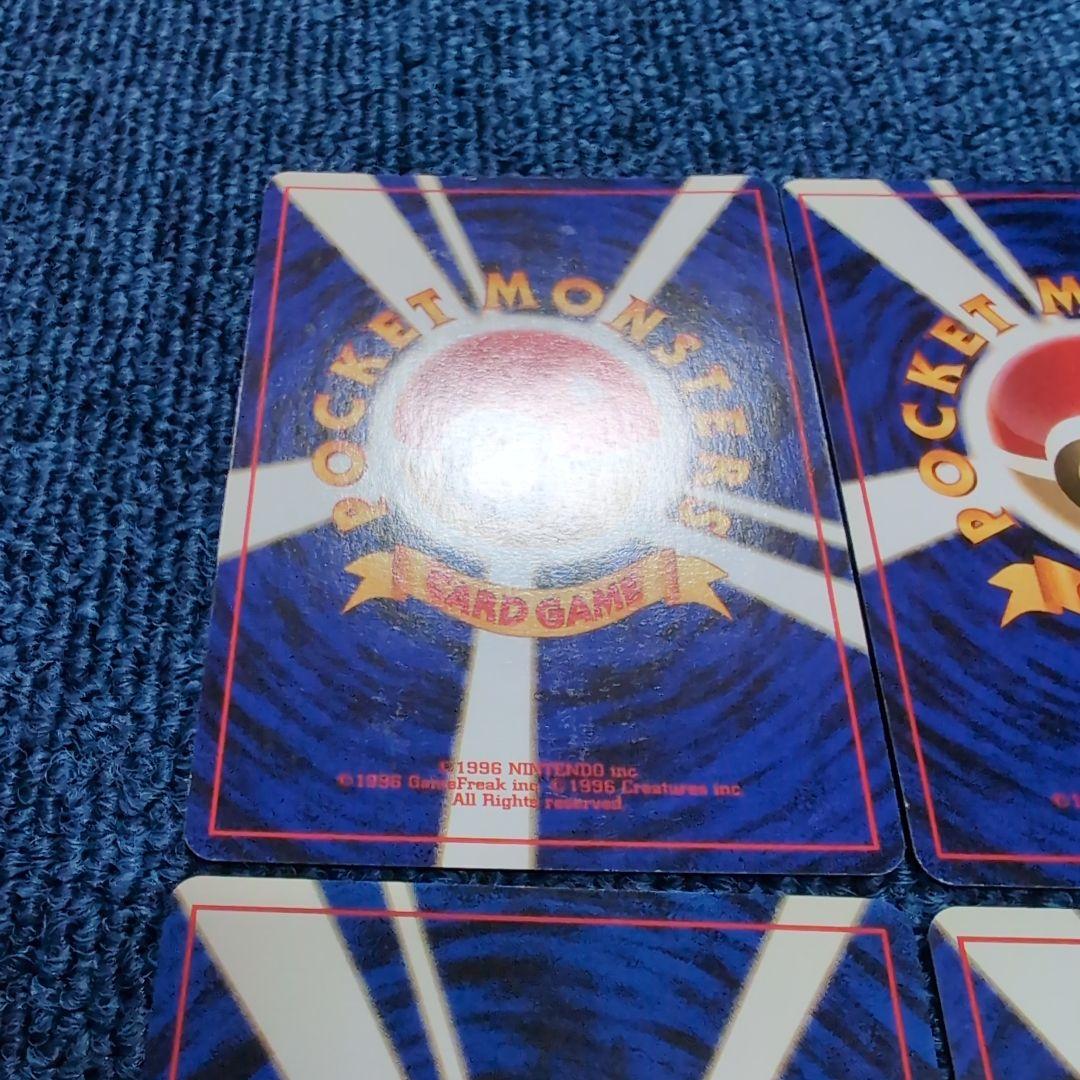 POCKET MONSTERS
CARD GAME
©1996 NINTENDO inc
©1996 GameFreak inc ©1996 Creatures inc
All Rights reserved.
POCKET M